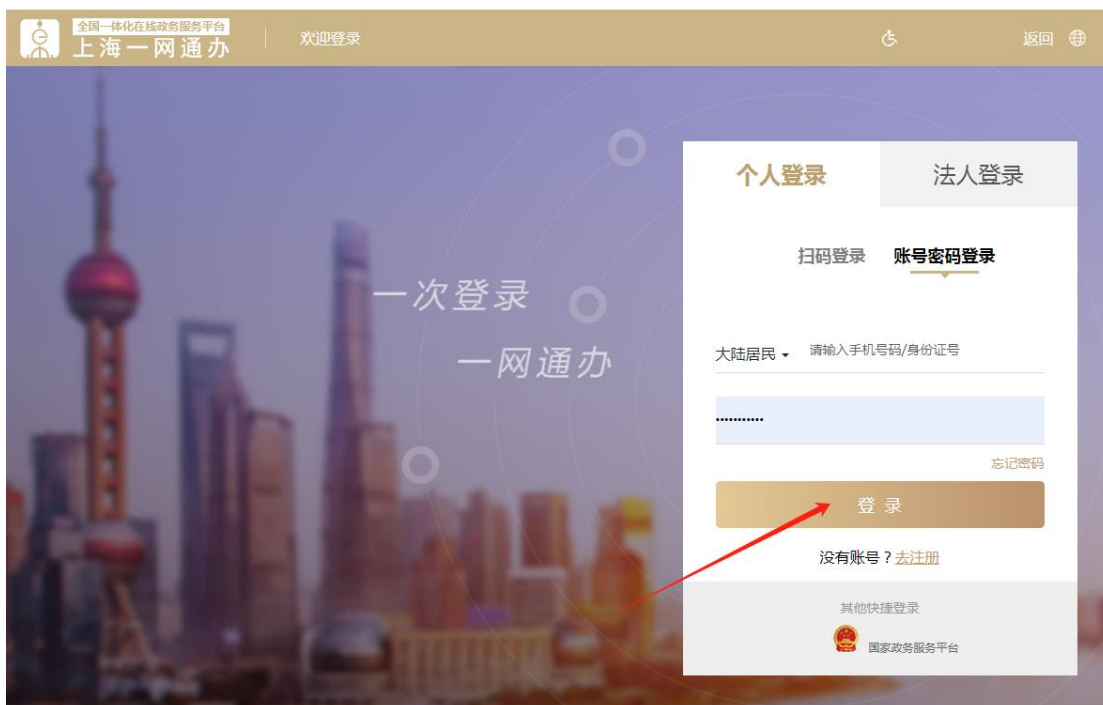 全国一体化在线政务服务平台
上海一网通办
欢迎登录
返回
一次登录
一网通办
个人登录
法人登录
扫码登录
账号密码登录
大陆居民
请输入手机号码/身份证号
•••••••••••
忘记密码
登录
没有账号？去注册
其他快捷登录
国家政务服务平台